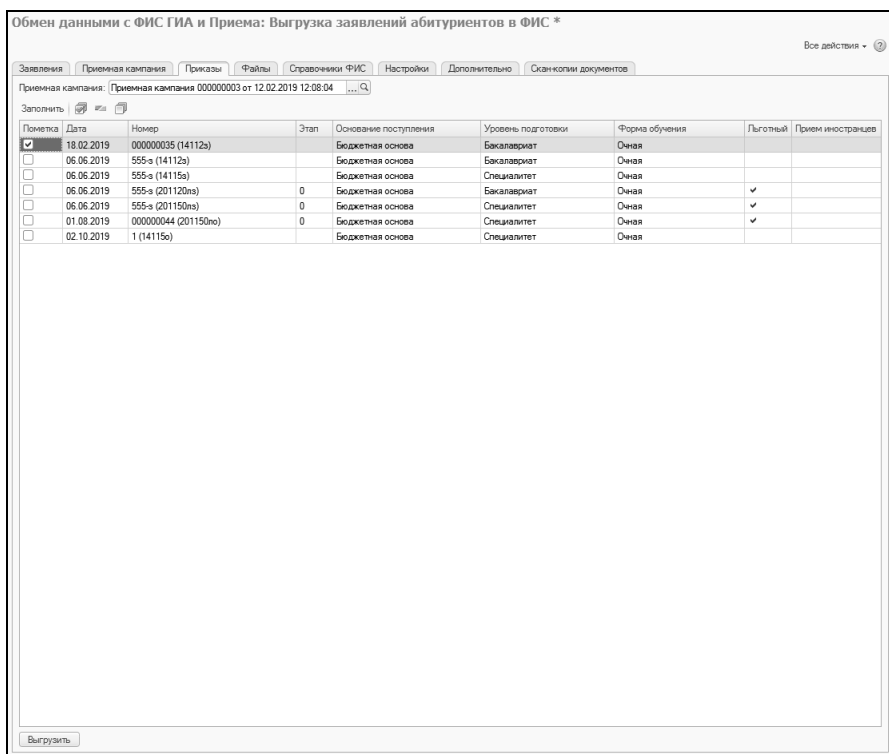 Обмен данными с ФИС ГИА и Приема: Выгрузка заявлений абитуриентов в ФИС *
Все действия
Заявления Приемная кампания Приказы Файлы Справочники ФИС Настройки Дополнительно Скан-копии документов
Приемная кампания: Приемная кампания 000000003 от 12.02.2019 12:08:04 ...
Заполнить
Пометка Дата Номер Этап Основание поступления Уровень подготовки Форма обучения Льготный Прием иностранцев
18.02.2019 000000035 (14112з) Бюджетная основа Бакалавриат Очная
06.06.2019 555-з (14112з) Бюджетная основа Бакалавриат Очная
06.06.2019 555-з (14115з) Бюджетная основа Специалитет Очная
06.06.2019 555-з (201120лз) 0 Бюджетная основа Бакалавриат Очная
06.06.2019 555-з (201150лз) 0 Бюджетная основа Специалитет Очная
01.08.2019 000000044 (201150ло) 0 Бюджетная основа Специалитет Очная
02.10.2019 1 (14115о) Бюджетная основа Специалитет Очная
Выгрузить